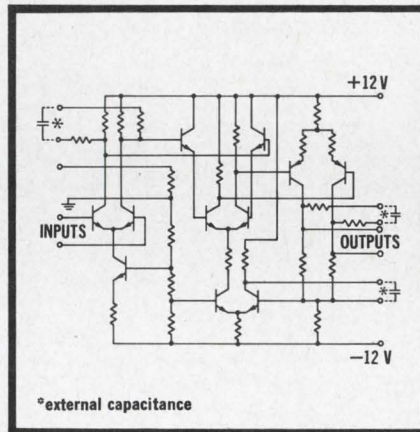 +12 V
*
INPUTS
*
OUTPUTS
*
−12 V
*external capacitance